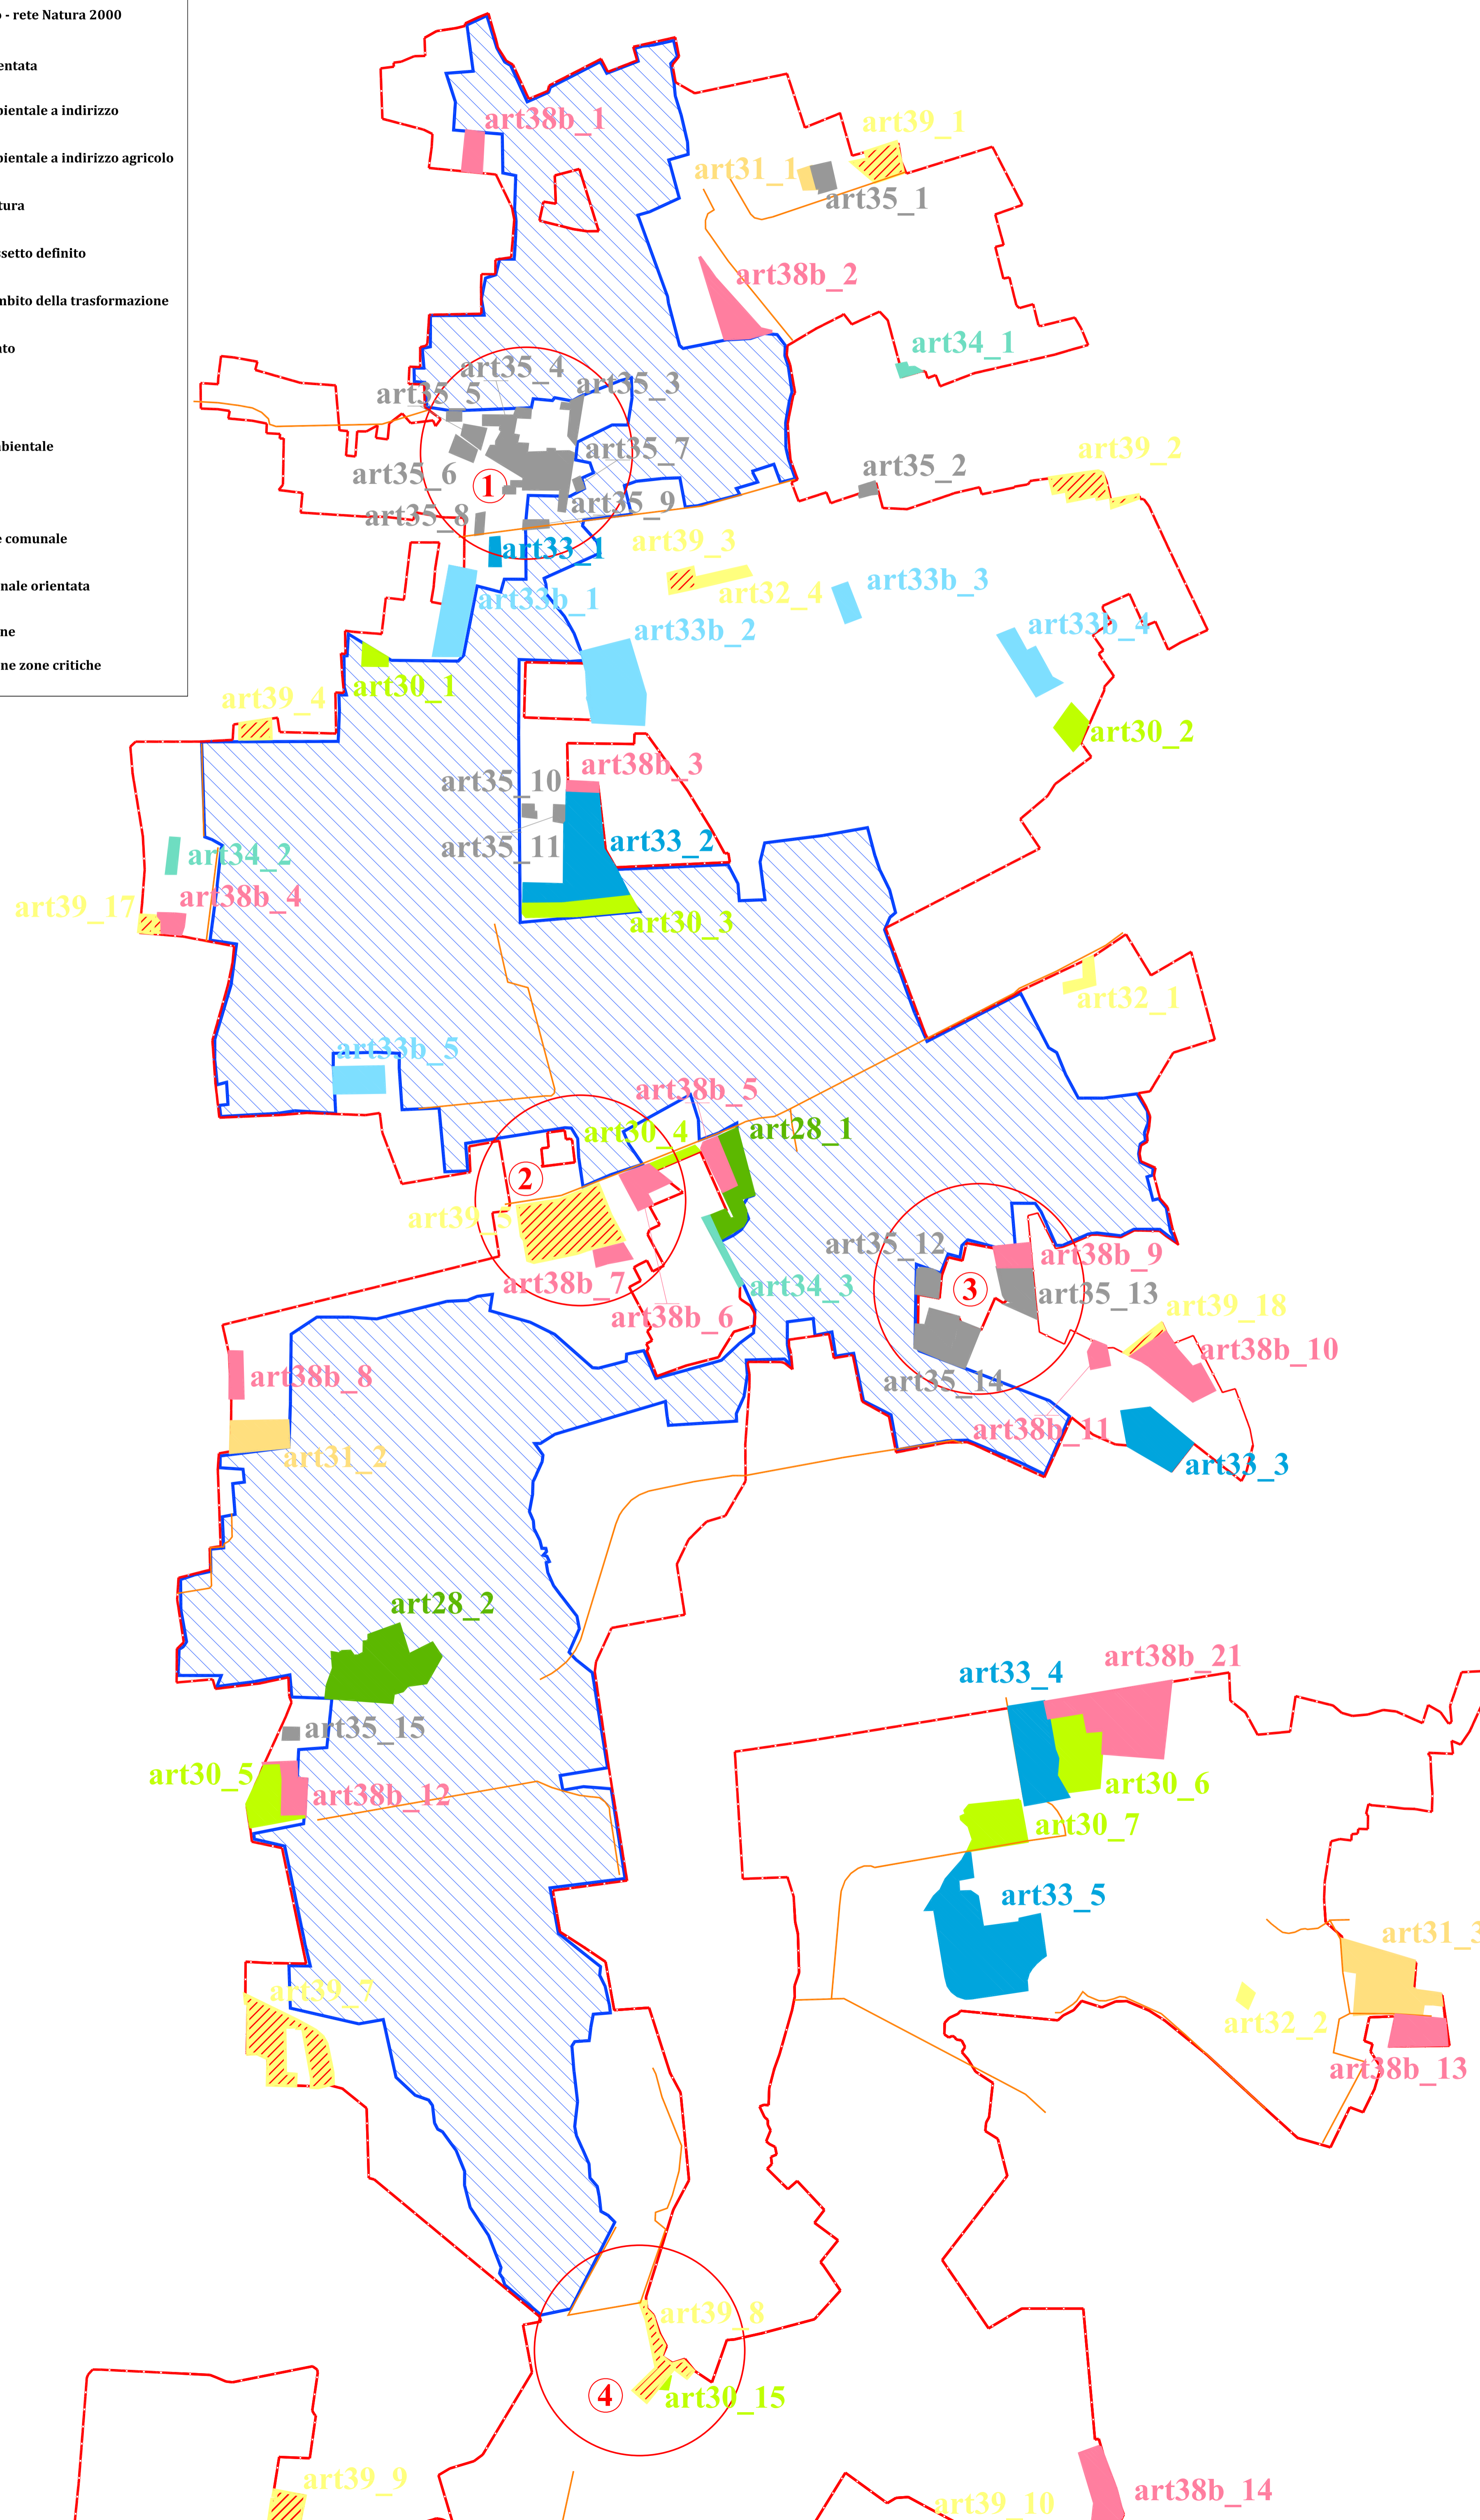 o - rete Natura 2000
entata
bientale a indirizzo
bientale a indirizzo agricolo
tura
ssetto definito
mbito della trasformazione
nto
mbientale
e comunale
nale orientata
ne
ne zone critiche
art38b_1
art39_1
art31_1
art35_1
art38b_2
art34_1
art35_4
art35_5
art35_3
art35_7
art35_6
1
art35_9
art35_8
art35_2
art39_2
art33_1
art39_3
art32_4
art33b_3
art33b_1
art33b_2
art33b_4
art30_1
art39_4
art30_2
art38b_3
art35_10
art35_11
art33_2
art34_2
art38b_4
art39_17
art30_3
art32_1
art33b_5
art38b_5
art30_4
art28_1
2
art39_5
art38b_7
art38b_6
art34_3
art35_12
art38b_9
3
art35_13
art39_18
art38b_10
art35_14
art38b_11
art33_3
art38b_8
art31_2
art28_2
art35_15
art30_5
art38b_12
art33_4
art38b_21
art30_6
art30_7
art33_5
art31_3
art32_2
art38b_13
art39_7
art39_8
4
art30_15
art39_9
art39_10
art38b_14